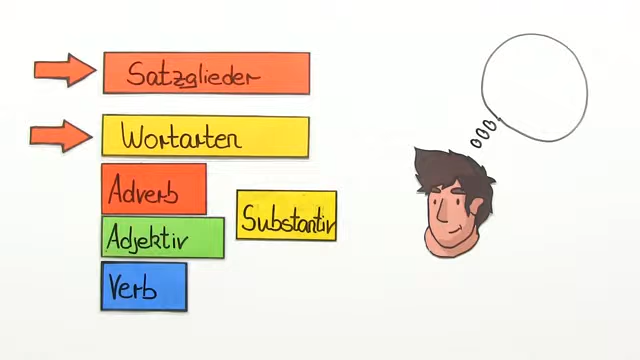 Satzglieder
Wortarten
Adverb
Substantiv
Adjektiv
Verb